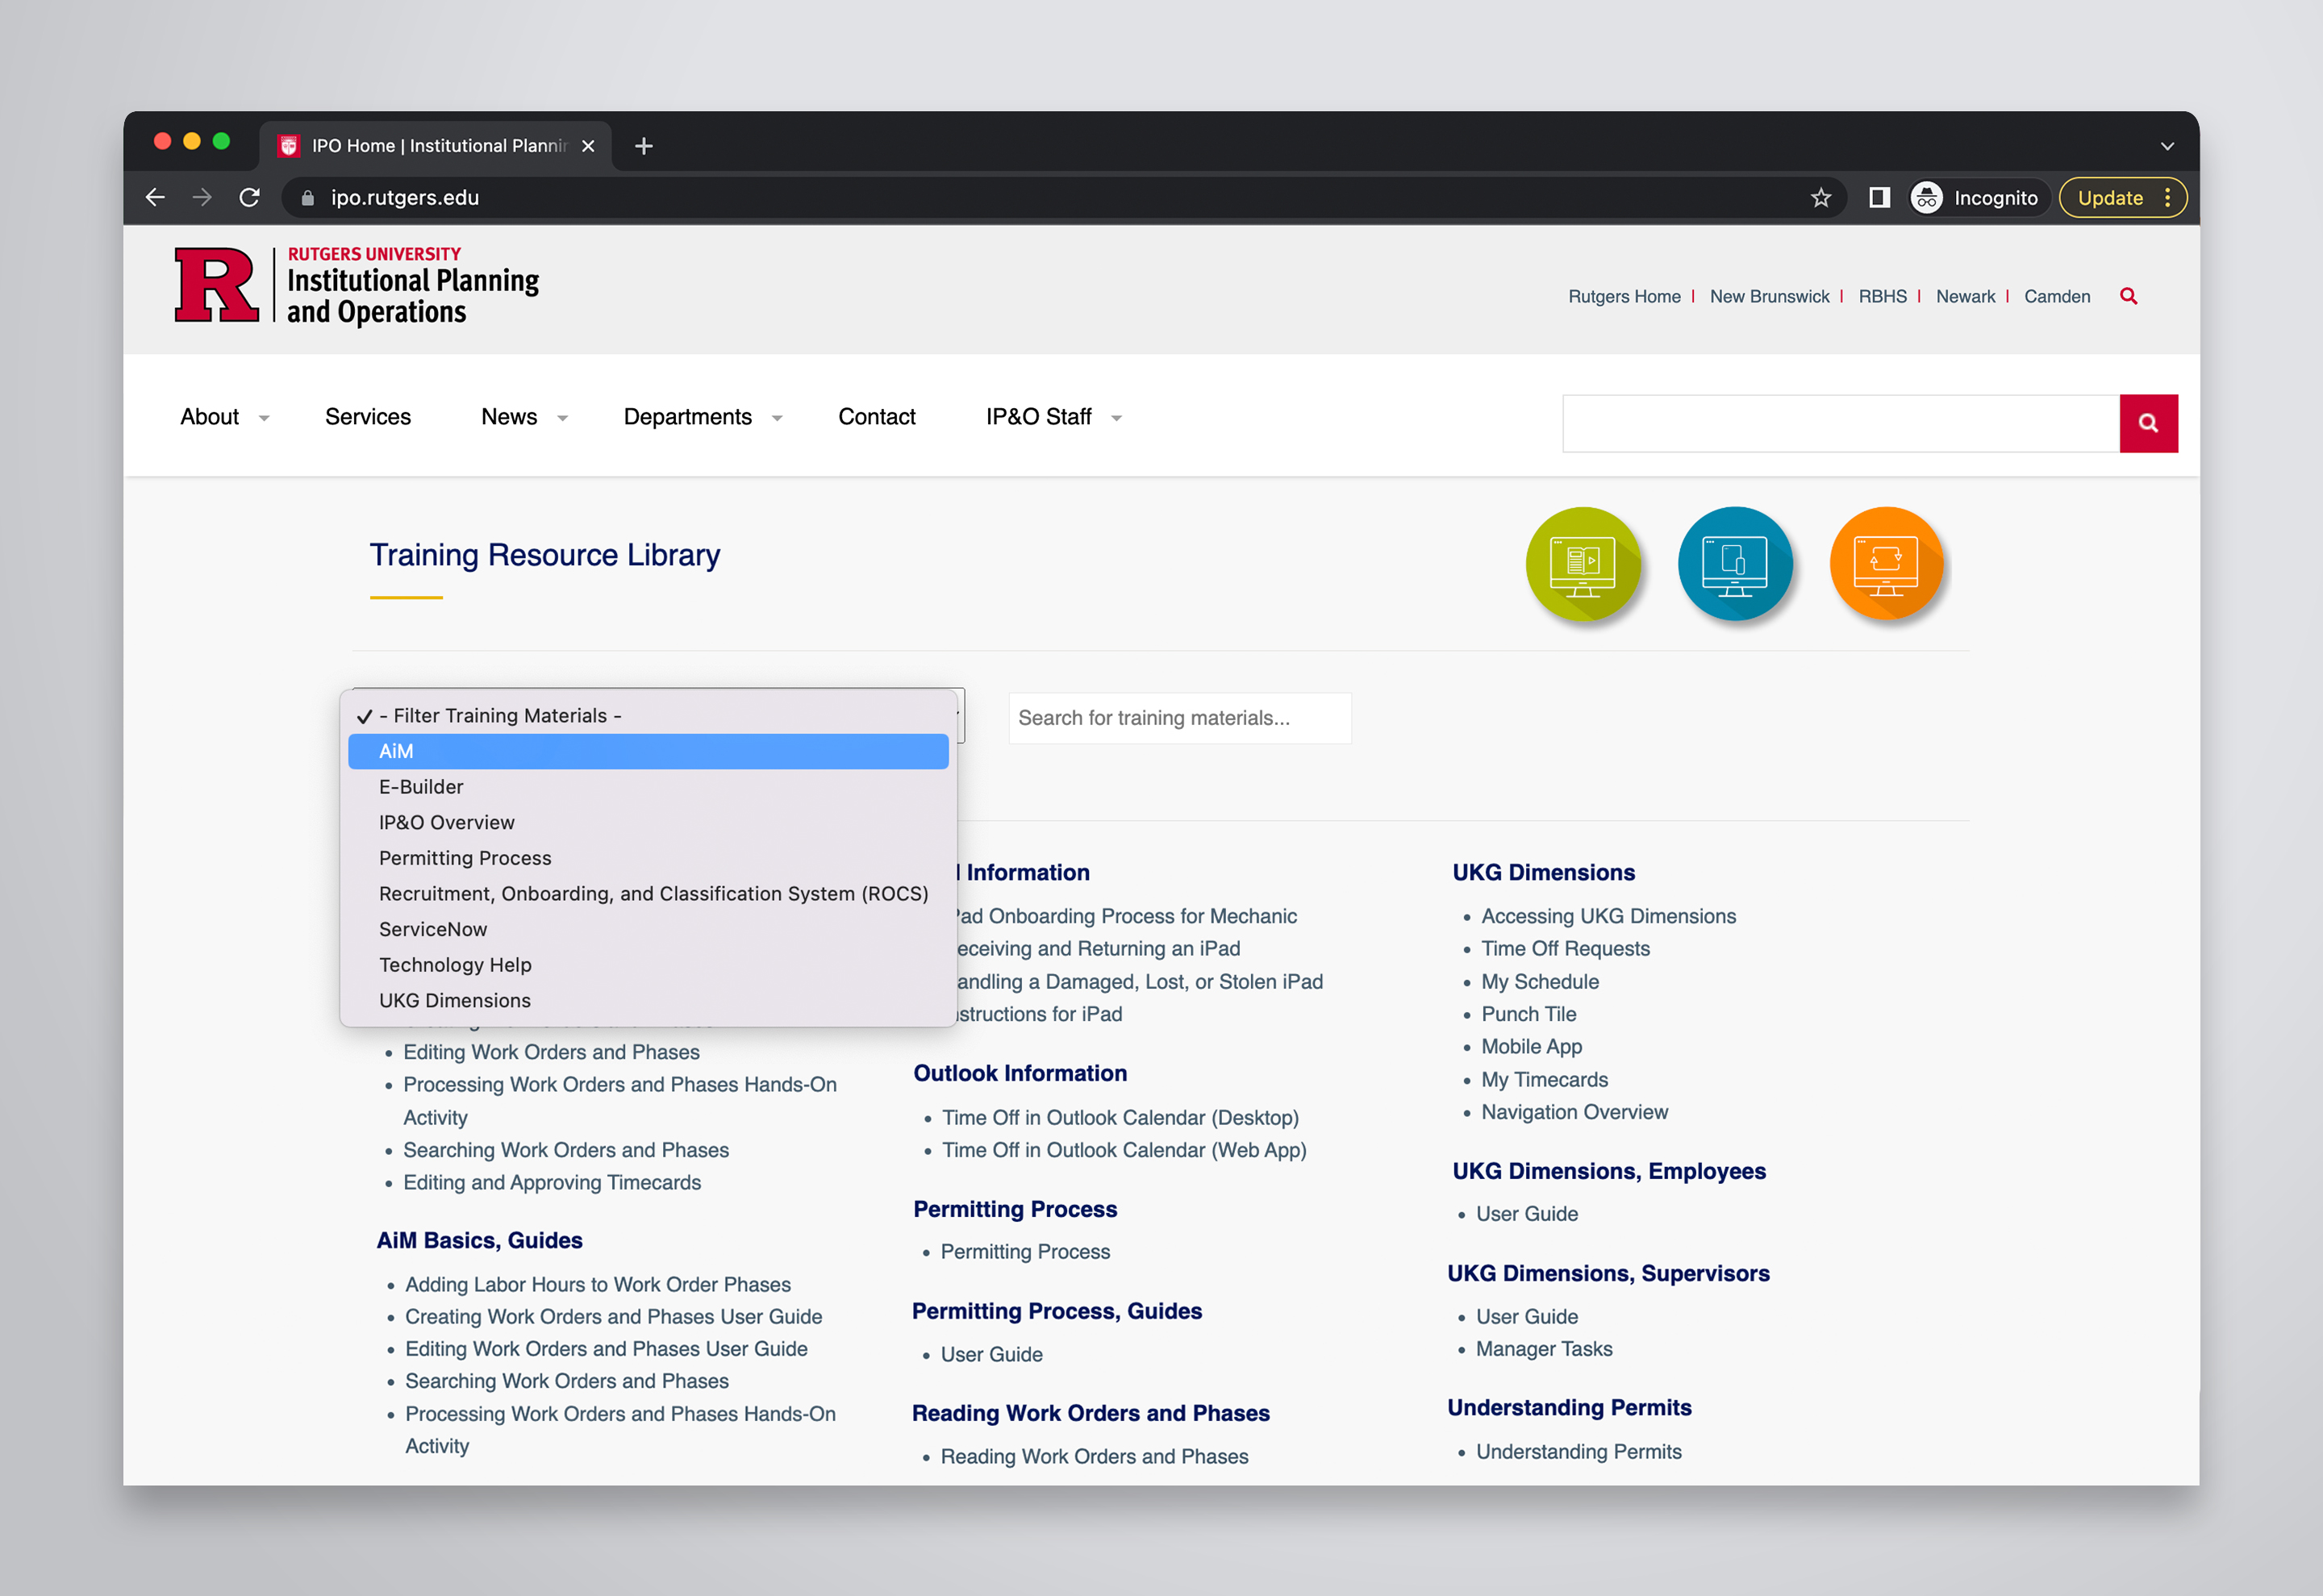 IPO Home | Institutional Plannin
ipo.rutgers.edu
Incognito
Update
R
RUTGERS UNIVERSITY
Institutional Planning
and Operations
Rutgers Home | New Brunswick | RBHS | Newark | Camden
About
Services
News
Departments
Contact
IP&O Staff
Training Resource Library
✓ - Filter Training Materials -
AiM
E-Builder
IP&O Overview
Permitting Process
Recruitment, Onboarding, and Classification System (ROCS)
ServiceNow
Technology Help
UKG Dimensions
Search for training materials...
• Editing Work Orders and Phases
• Processing Work Orders and Phases Hands-On
Activity
• Searching Work Orders and Phases
• Editing and Approving Timecards
AiM Basics, Guides
• Adding Labor Hours to Work Order Phases
• Creating Work Orders and Phases User Guide
• Editing Work Orders and Phases User Guide
• Searching Work Orders and Phases
• Processing Work Orders and Phases Hands-On
Activity
Information
Onboarding Process for Mechanic
and Returning an iPad
a Damaged, Lost, or Stolen iPad
for iPad
Outlook Information
• Time Off in Outlook Calendar (Desktop)
• Time Off in Outlook Calendar (Web App)
Permitting Process
• Permitting Process
Permitting Process, Guides
• User Guide
Reading Work Orders and Phases
• Reading Work Orders and Phases
UKG Dimensions
• Accessing UKG Dimensions
• Time Off Requests
• My Schedule
• Punch Tile
• Mobile App
• My Timecards
• Navigation Overview
UKG Dimensions, Employees
• User Guide
UKG Dimensions, Supervisors
• User Guide
• Manager Tasks
Understanding Permits
• Understanding Permits